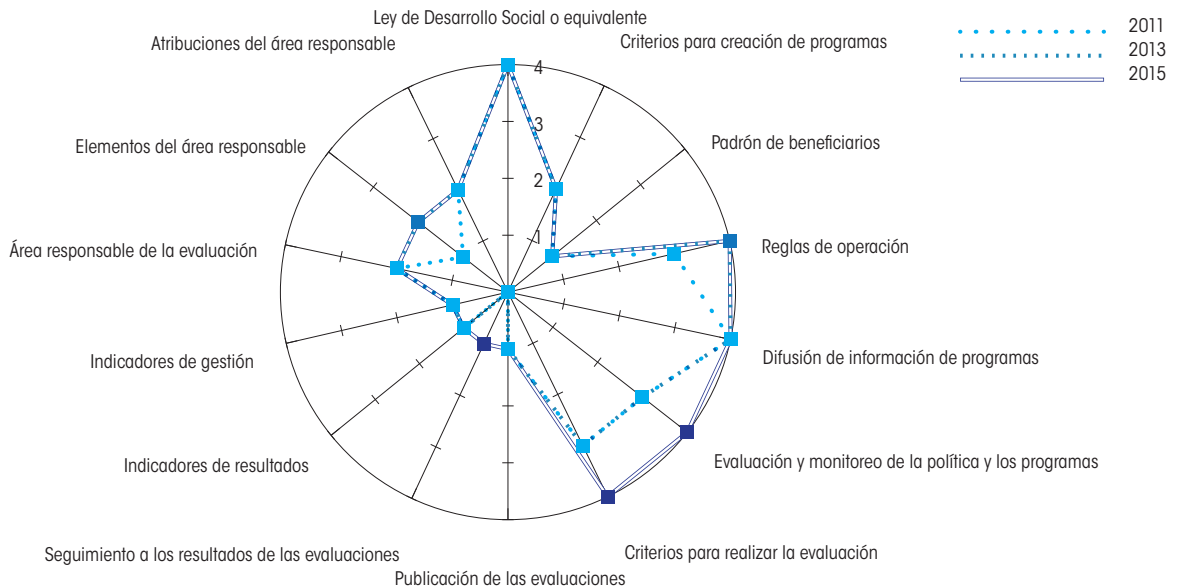 Ley de Desarrollo Social o equivalente
Criterios para creación de programas
Padrón de beneficiarios
Reglas de operación
Difusión de información de programas
Evaluación y monitoreo de la política y los programas
Criterios para realizar la evaluación
Publicación de las evaluaciones
Seguimiento a los resultados de las evaluaciones
Indicadores de resultados
Indicadores de gestión
Área responsable de la evaluación
Elementos del área responsable
Atribuciones del área responsable
4
3
2
1
2011
2013
2015